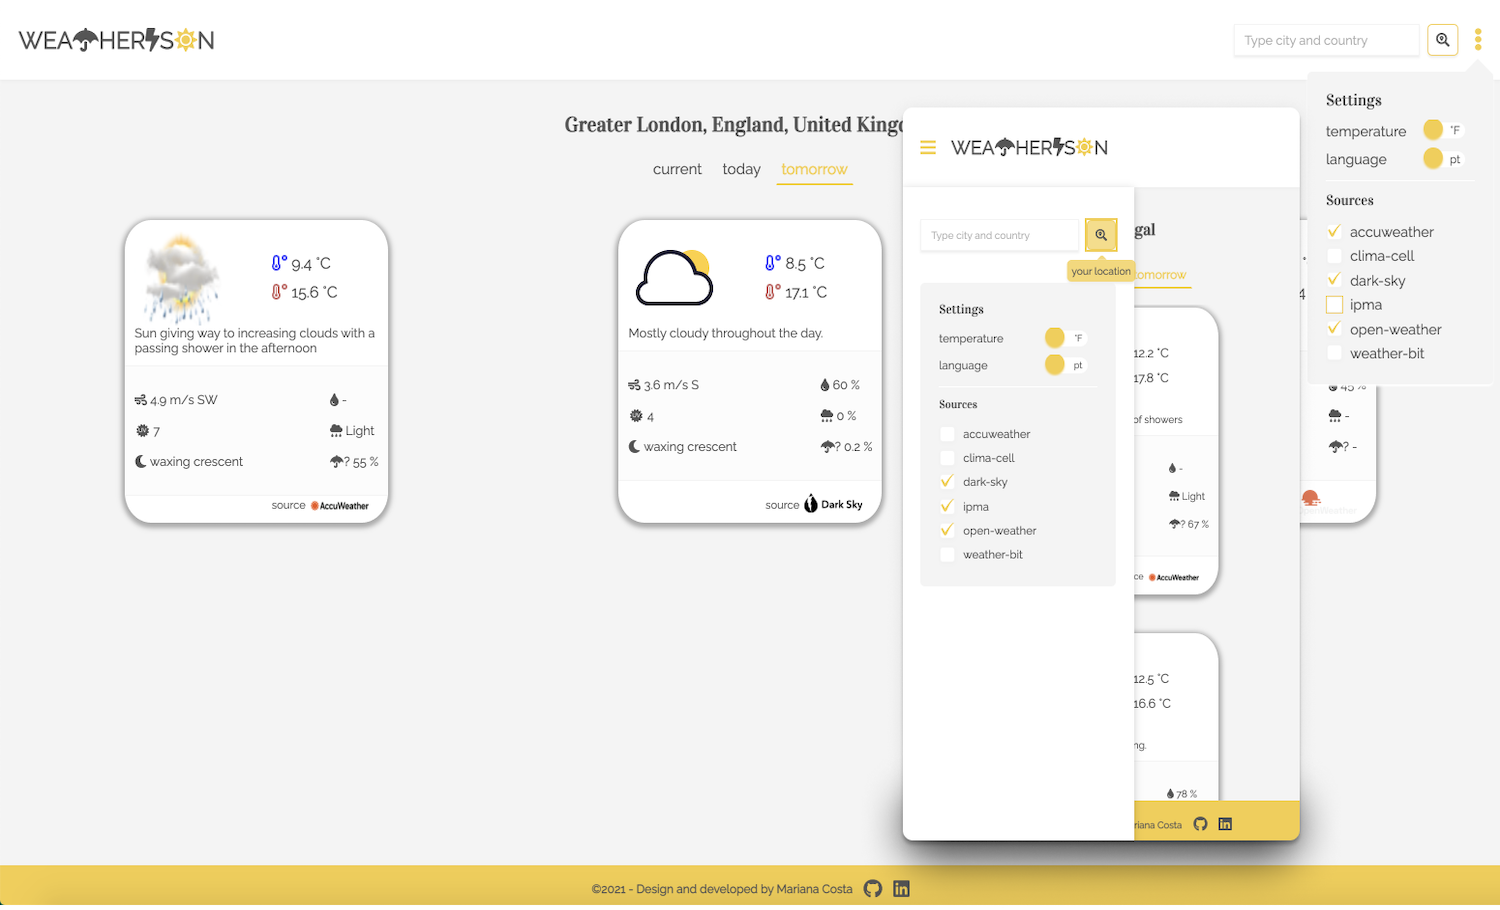 WEATHERISON
Type city and country
Greater London, England, United Kingd
current today tomorrow
9.4 °C
15.6 °C
Sun giving way to increasing clouds with a
passing shower in the afternoon
4.9 m/s SW
-
7
Light
waxing crescent
? 55 %
source AccuWeather
8.5 °C
17.1 °C
Mostly cloudy throughout the day.
3.6 m/s S
60 %
4
0 %
waxing crescent
? 0.2 %
source Dark Sky
WEATHERISON
Type city and country
your location
Settings
temperature °F
language pt
Sources
accuweather
clima-cell
dark-sky
ipma
open-weather
weather-bit
gal
tomorrow
12.2 °C
17.8 °C
of showers
-
Light
? 67 %
ce AccuWeather
12.5 °C
16.6 °C
ng.
78 %
riana Costa
Settings
temperature °F
language pt
Sources
accuweather
clima-cell
dark-sky
ipma
open-weather
weather-bit
4
45 %
-
? -
©2021 - Design and developed by Mariana Costa